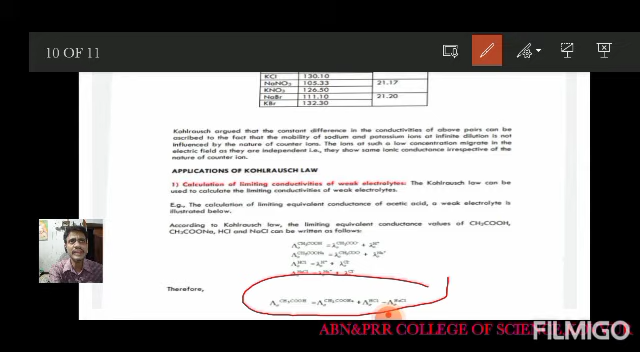 10 OF 11
MADE WITH
FILMIGO
KCl 130.10
NaNO₃ 105.33 21.17
KNO₃ 126.50
NaBr 111.10 21.20
KBr 132.30
Kohlrausch argued that the constant difference in the conductivities of above pairs can be
ascribed to the fact that the mobility of sodium and potassium ions at infinite dilution is not
influenced by the nature of counter ions. The ions at such a low concentration migrate in the
electric field as they are independent i.e., they show same ionic conductance irrespective of the
nature of counter ion.
APPLICATIONS OF KOHLRAUSCH LAW
1) Calculation of limiting conductivities of weak electrolytes: The Kohlrausch law can be
used to calculate the limiting conductivities of weak electrolytes.
E.g., The calculation of limiting equivalent conductance of acetic acid, a weak electrolyte is
illustrated below.
According to Kohlrausch law, the limiting equivalent conductance values of CH₃COOH,
CH₃COONa, HCl and NaCl can be written as follows:
Therefore,
ABN&PRR COLLEGE OF SCIENCE,
FILMIGO